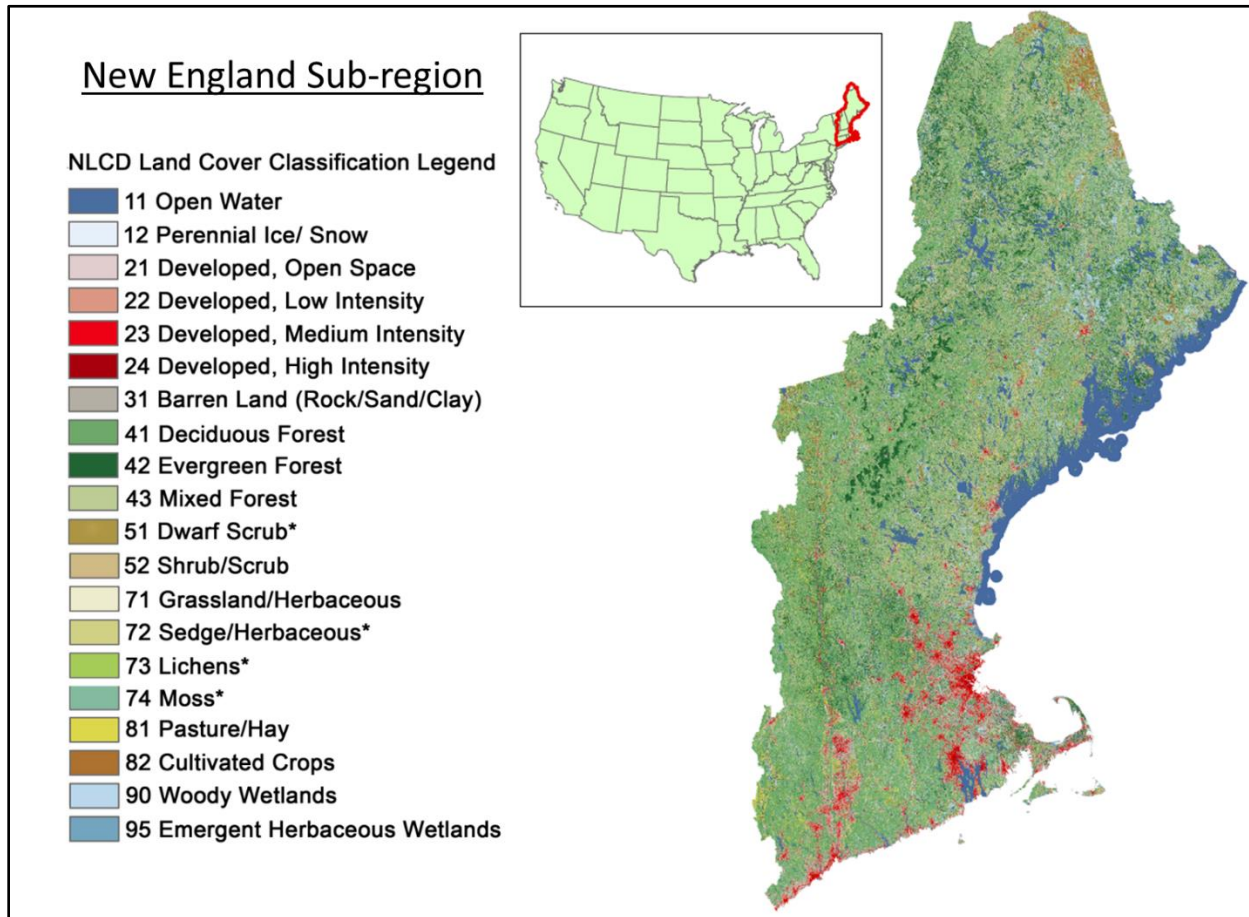 New England Sub-region
NLCD Land Cover Classification Legend
11 Open Water
12 Perennial Ice/ Snow
21 Developed, Open Space
22 Developed, Low Intensity
23 Developed, Medium Intensity
24 Developed, High Intensity
31 Barren Land (Rock/Sand/Clay)
41 Deciduous Forest
42 Evergreen Forest
43 Mixed Forest
51 Dwarf Scrub*
52 Shrub/Scrub
71 Grassland/Herbaceous
72 Sedge/Herbaceous*
73 Lichens*
74 Moss*
81 Pasture/Hay
82 Cultivated Crops
90 Woody Wetlands
95 Emergent Herbaceous Wetlands